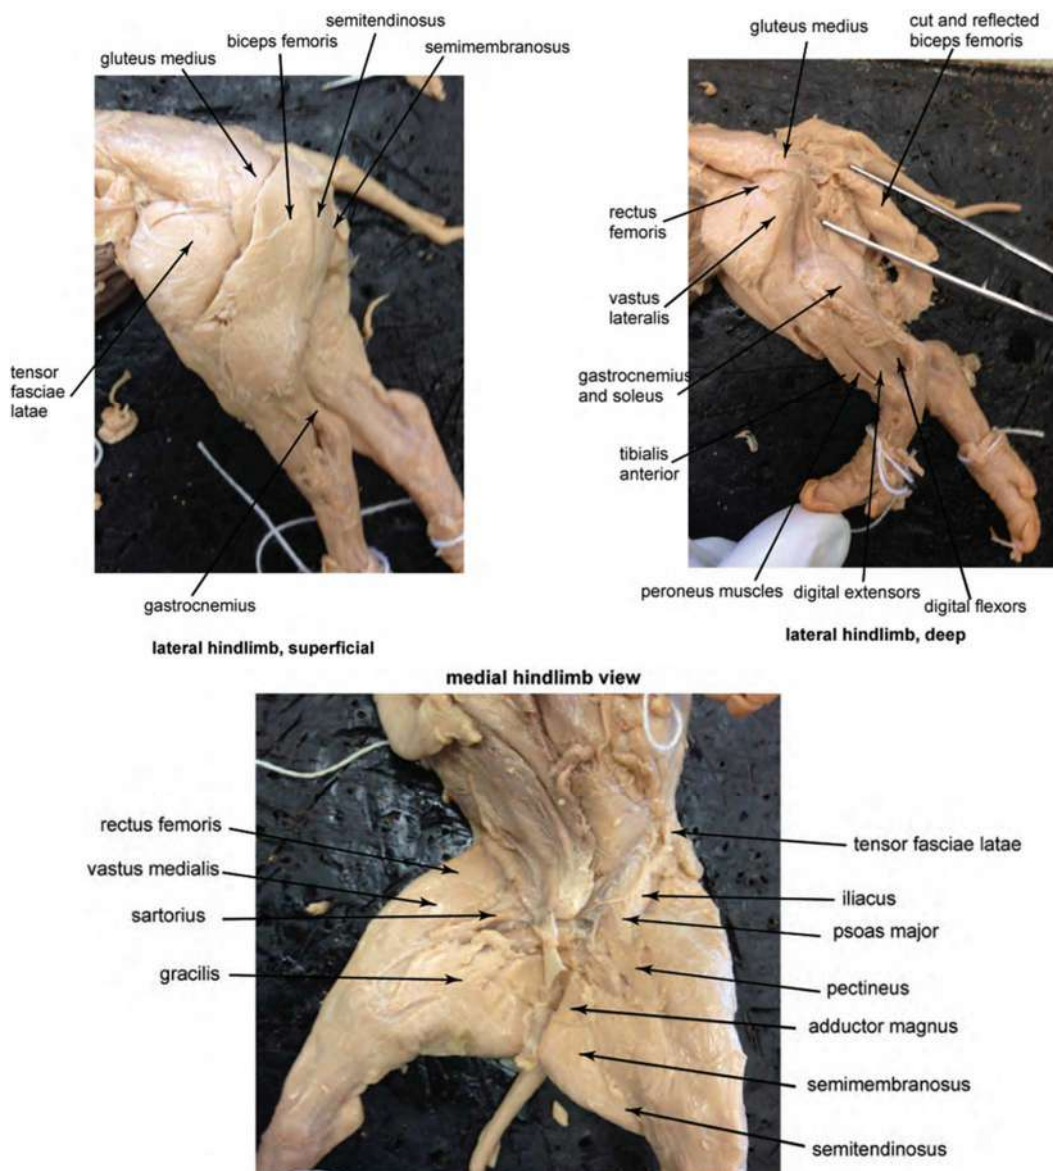 semitendinosus
biceps femoris
semimembranosus
gluteus medius
tensor
fasciae
latae
gastrocnemius
lateral hindlimb, superficial
gluteus medius
cut and reflected
biceps femoris
rectus
femoris
vastus
lateralis
gastrocnemius
and soleus
tibialis
anterior
peroneus muscles
digital extensors
digital flexors
lateral hindlimb, deep
medial hindlimb view
rectus femoris
vastus medialis
sartorius
gracilis
tensor fasciae latae
iliacus
psoas major
pectineus
adductor magnus
semimembranosus
semitendinosus